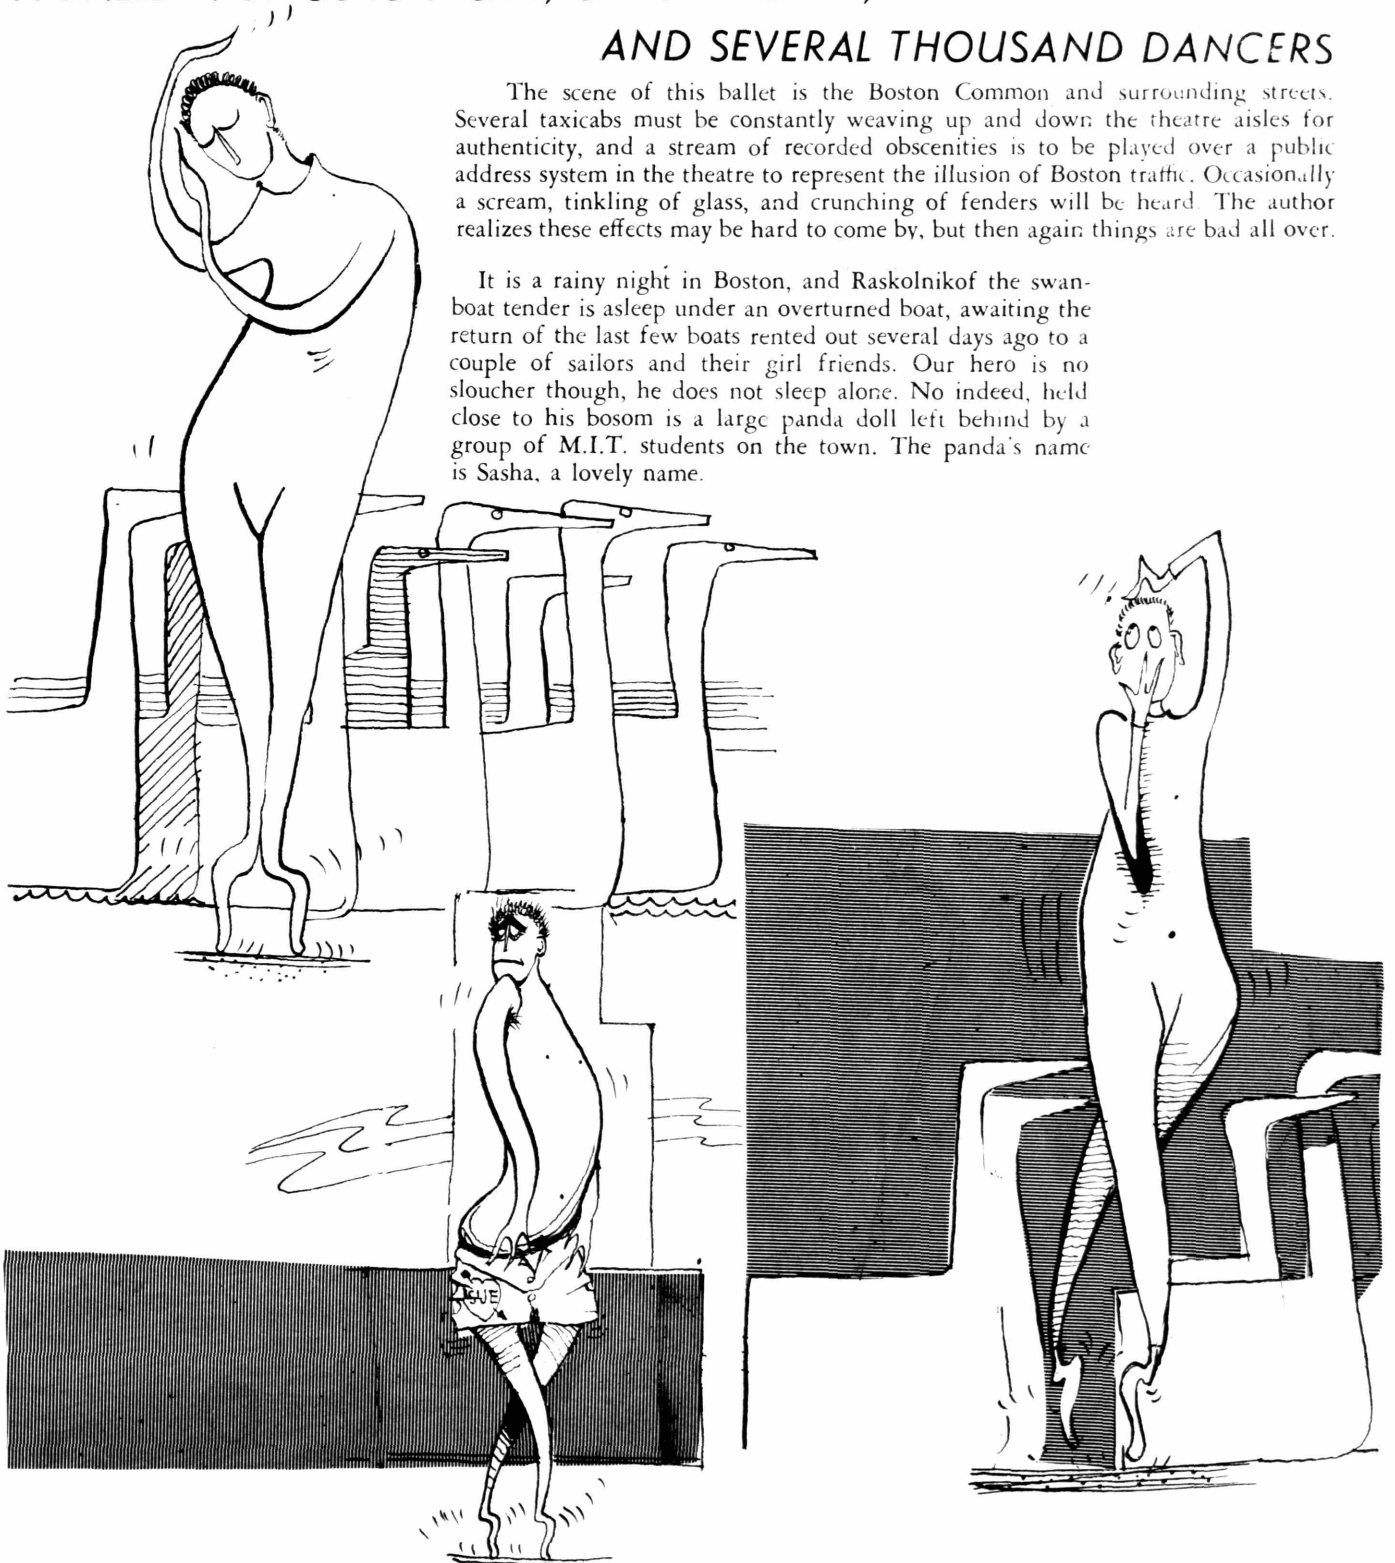 AND SEVERAL THOUSAND DANCERS
The scene of this ballet is the Boston Common and surrounding streets.
Several taxicabs must be constantly weaving up and down the theatre aisles for
authenticity, and a stream of recorded obscenities is to be played over a public
address system in the theatre to represent the illusion of Boston traffic. Occasionally
a scream, tinkling of glass, and crunching of fenders will be heard. The author
realizes these effects may be hard to come by, but then again things are bad all over.
It is a rainy night in Boston, and Raskolnikof the swan-
boat tender is asleep under an overturned boat, awaiting the
return of the last few boats rented out several days ago to a
couple of sailors and their girl friends. Our hero is no
sloucher though, he does not sleep alone. No indeed, held
close to his bosom is a large panda doll left behind by a
group of M.I.T. students on the town. The panda's name
is Sasha, a lovely name.
SUE